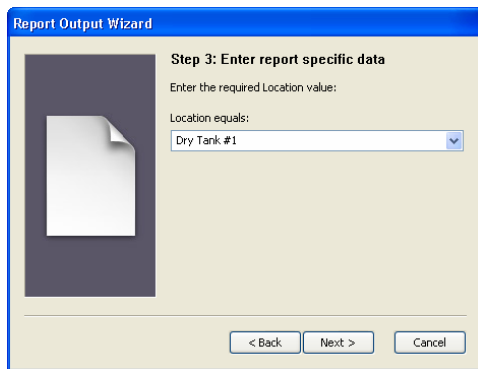 Report Output Wizard
Step 3: Enter report specific data
Enter the required Location value:
Location equals:
Dry Tank #1
< Back Next > Cancel